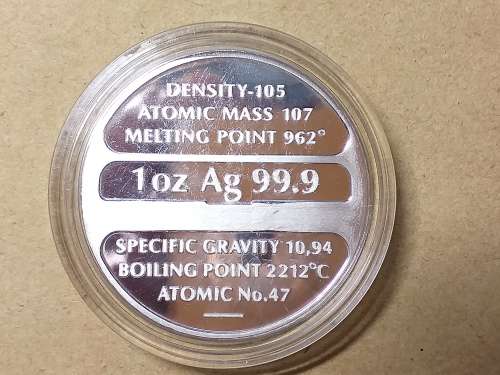 DENSITY-105
ATOMIC MASS 107
MELTING POINT 962°
1oz Ag 99.9
SPECIFIC GRAVITY 10,94
BOILING POINT 2212°C
ATOMIC No.47